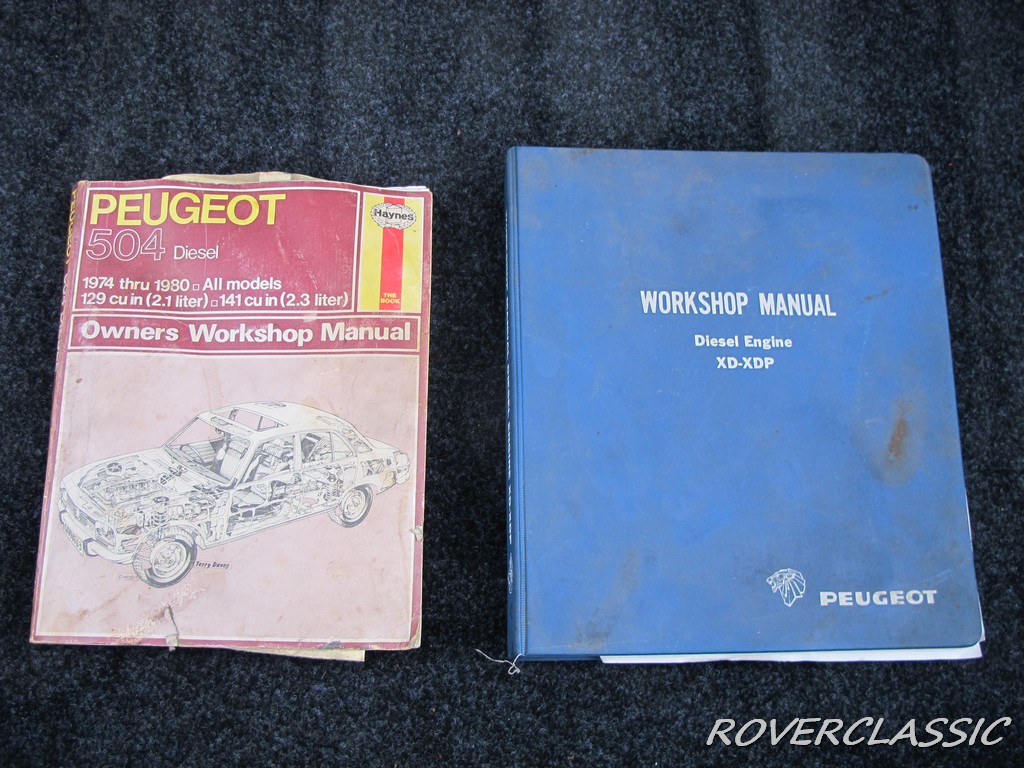 PEUGEOT
504 Diesel
1974 thru 1980 □ All models
129 cu in (2.1 liter) □ 141 cu in (2.3 liter)
Haynes
THE
BOOK
Owners Workshop Manual
Terry Davey
WORKSHOP MANUAL
Diesel Engine
XD-XDP
PEUGEOT
ROVERCLASSIC